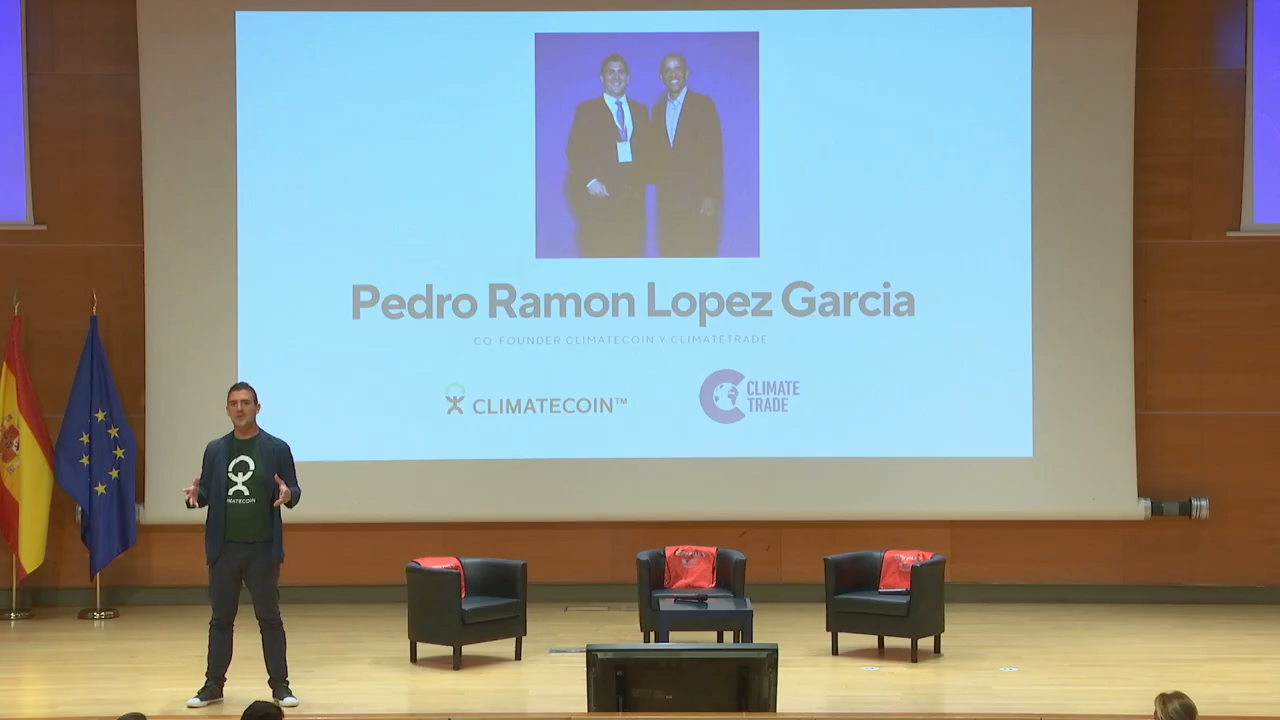 Pedro Ramon Lopez Garcia
CO-FOUNDER CLIMATECOIN Y CLIMATETRADE
CLIMATECOIN™
CLIMATE
TRADE
CLIMATECOIN